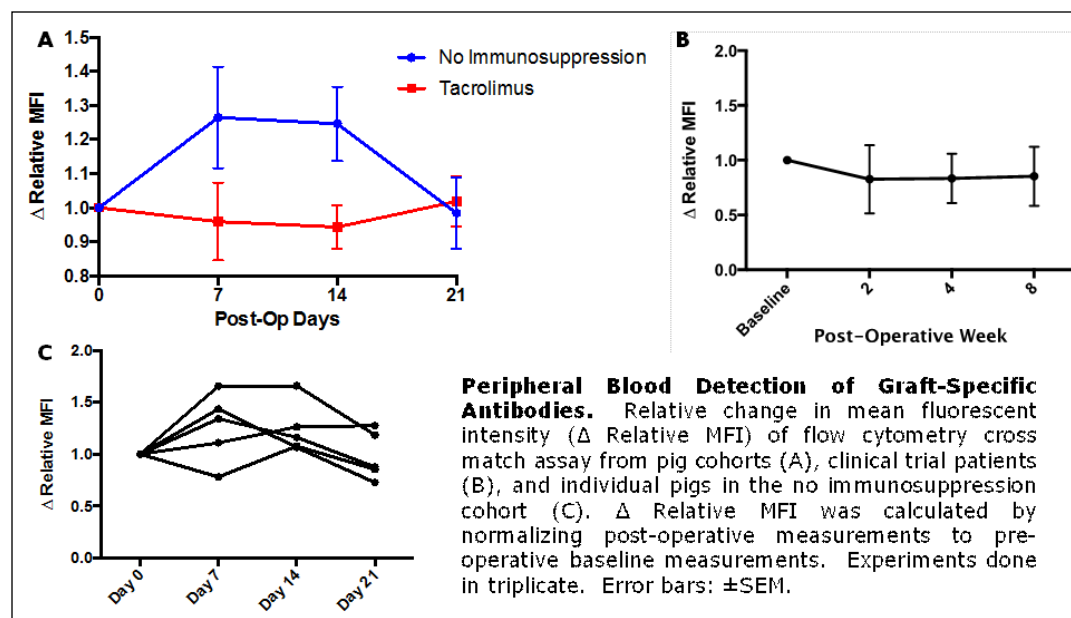 A
1.5
1.4
1.3
1.2
1.1
1.0
0.9
0.8
Δ Relative MFI
0
7
14
21
Post-Op Days
No Immunosuppression
Tacrolimus
B
2.0
1.5
1.0
0.5
0.0
Δ Relative MFI
Baseline
2
4
8
Post-Operative Week
C
2.0
1.5
1.0
0.5
0.0
Δ Relative MFI
Day 0
Day 7
Day 14
Day 21
Peripheral Blood Detection of Graft-Specific
Antibodies. Relative change in mean fluorescent
intensity (Δ Relative MFI) of flow cytometry cross
match assay from pig cohorts (A), clinical trial patients
(B), and individual pigs in the no immunosuppression
cohort (C). Δ Relative MFI was calculated by
normalizing post-operative measurements to pre-
operative baseline measurements. Experiments done
in triplicate. Error bars: ±SEM.